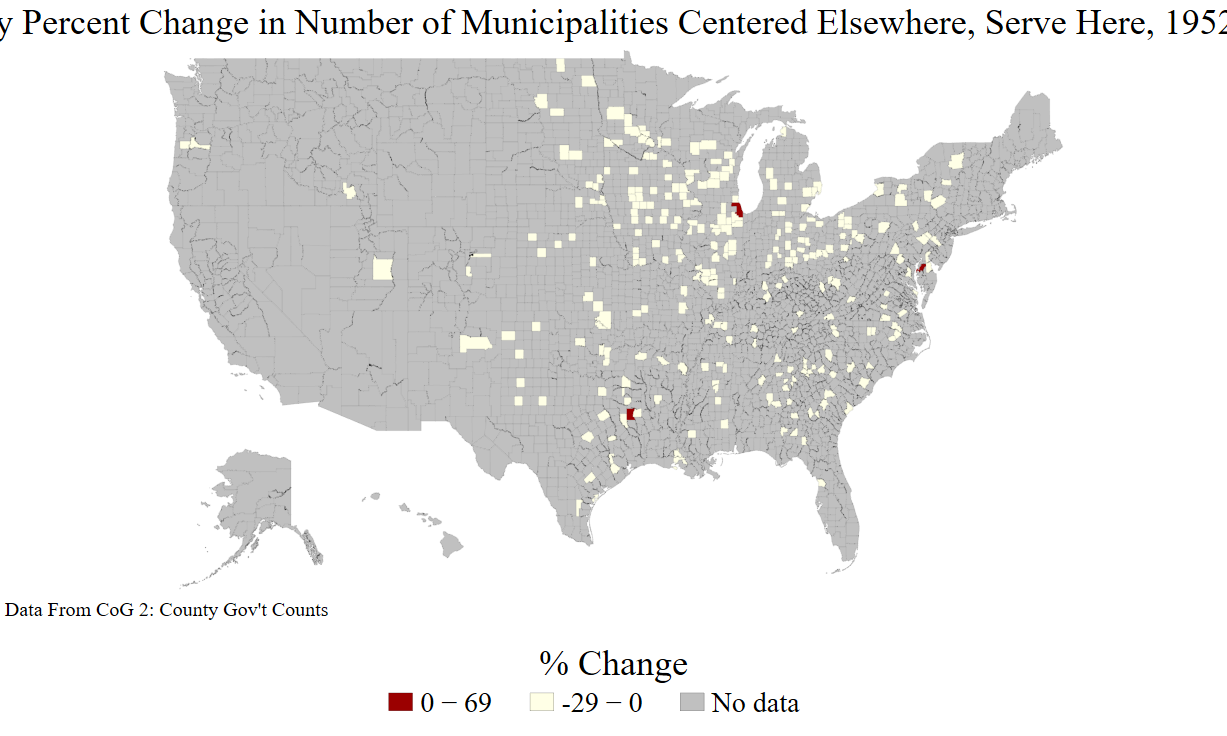 y Percent Change in Number of Municipalities Centered Elsewhere, Serve Here, 1952
Data From CoG 2: County Gov't Counts
% Change
0 − 69 -29 − 0 No data